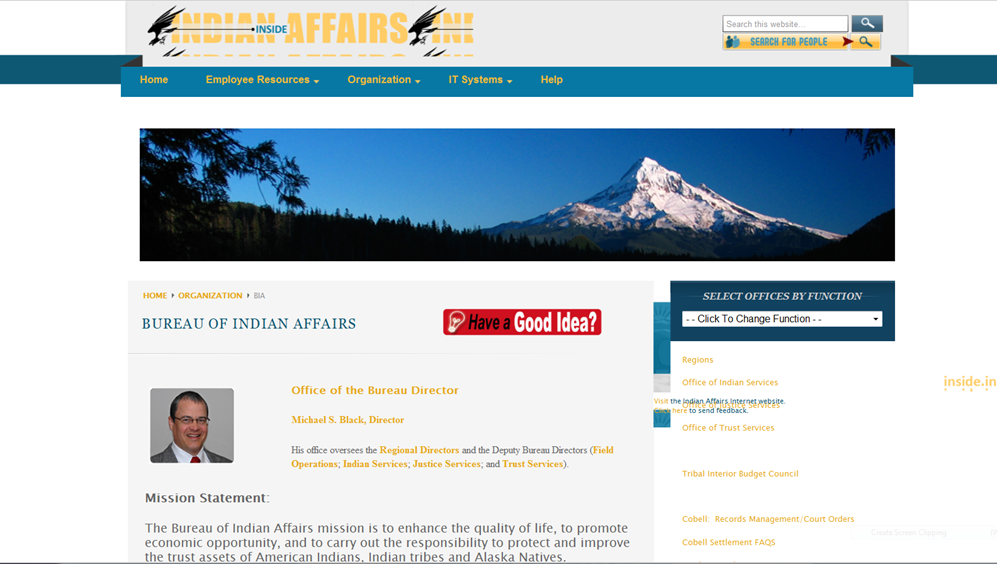 INDIAN AFFAIRS INI
INSIDE
Search this website...
SEARCH FOR PEOPLE
Home Employee Resources Organization IT Systems Help
HOME ORGANIZATION BIA
BUREAU OF INDIAN AFFAIRS
Have a Good Idea?
Office of the Bureau Director
Michael S. Black, Director
His office oversees the Regional Directors and the Deputy Bureau Directors (Field
Operations; Indian Services; Justice Services; and Trust Services).
Mission Statement:
The Bureau of Indian Affairs mission is to enhance the quality of life, to promote
economic opportunity, and to carry out the responsibility to protect and improve
the trust assets of American Indians, Indian tribes and Alaska Natives.
SELECT OFFICES BY FUNCTION
- - Click To Change Function - -
Regions
Office of Indian Services
Visit the Indian Affairs Internet website.
Office of Justice Services
Click here to send feedback.
Office of Trust Services
Tribal Interior Budget Council
Cobell: Records Management/Court Orders
Cobell Settlement FAQS
inside.in
Create Screen Clipping